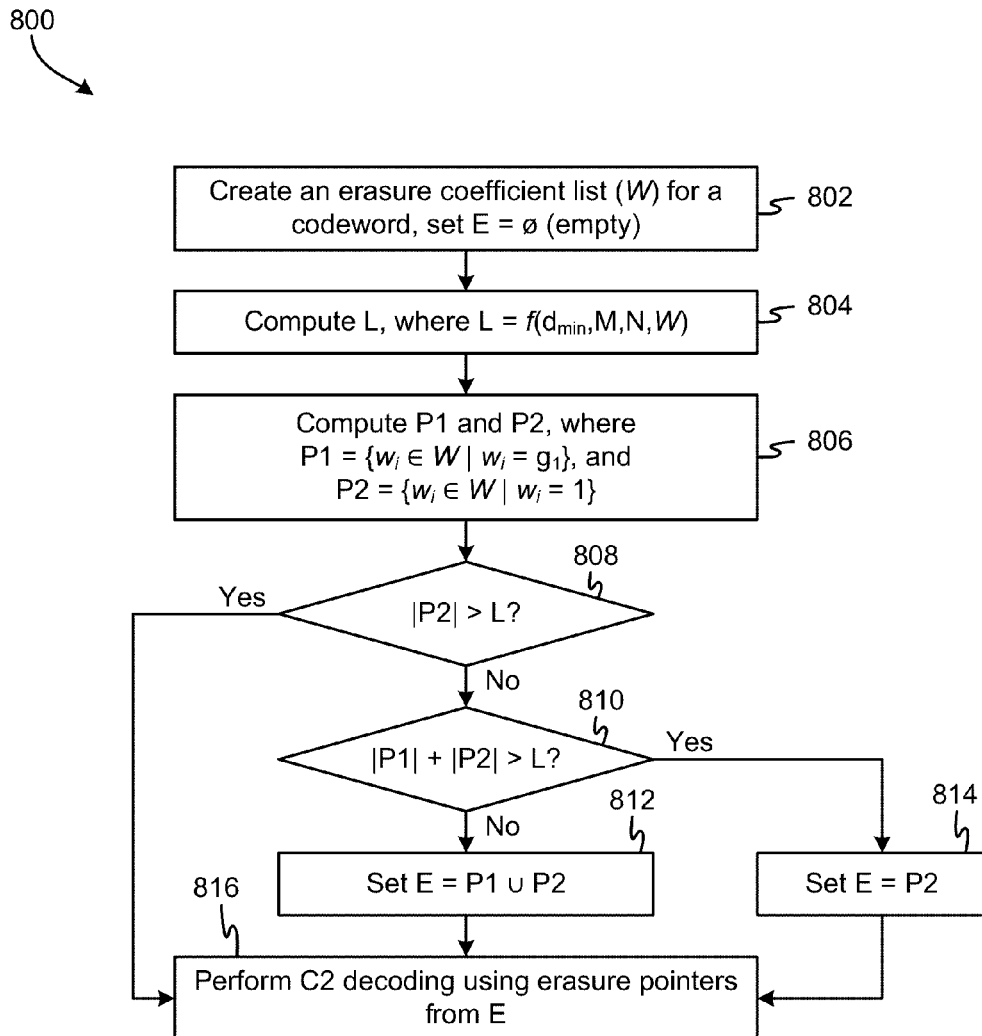 800
Create an erasure coefficient list (W) for a
codeword, set E = ø (empty)
802
Compute L, where L = f(dmin,M,N,W)
804
Compute P1 and P2, where
P1 = {wi ∈ W | wi = g1}, and
P2 = {wi ∈ W | wi = 1}
806
808
Yes
|P2| > L?
No
810
|P1| + |P2| > L?
Yes
812
814
No
Set E = P1 ∪ P2
Set E = P2
816
Perform C2 decoding using erasure pointers
from E